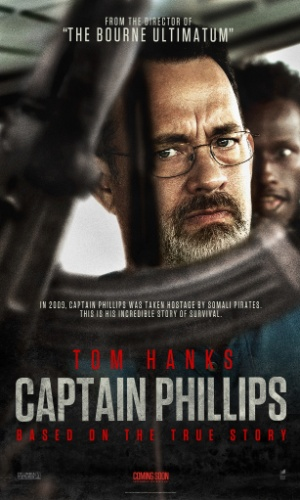 FROM THE DIRECTOR OF
"THE BOURNE ULTIMATUM"
IN 2009, CAPTAIN PHILLIPS WAS TAKEN HOSTAGE BY SOMALI PIRATES.
THIS IS HIS INCREDIBLE STORY OF SURVIVAL.
TOM HANKS
CAPTAIN PHILLIPS
BASED ON THE TRUE STORY
COMING SOON